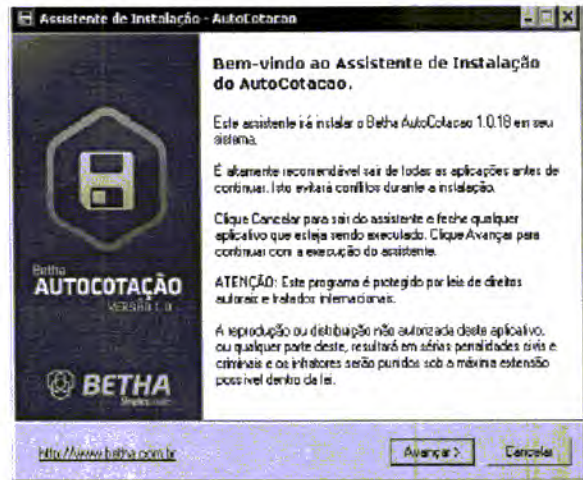 Assistente de Instalação - AutoCotacao
Bem-vindo ao Assistente de Instalação
do AutoCotacao.
Este assistente irá instalar o Betha AutoCotacao 1.0.18 em seu
sistema.
É altamente recomendável sair de todas as aplicações antes de
continuar. Isto evitará conflitos durante a instalação.
Clique Cancelar para sair do assistente e feche qualquer
aplicativo que esteja sendo executado. Clique Avançar para
continuar com a execução do assistente.
ATENÇÃO: Este programa é protegido por leis de direitos
autorais e tratados internacionais.
A reprodução ou distribuição não autorizada deste aplicativo,
ou qualquer parte deste, resultará em sérias penalidades civis e
criminais e os infratores serão punidos sob a máxima extensão
possível dentro da lei.
Betha
AUTOCOTAÇÃO
VERSÃO 1.0
BETHA
http://www.betha.com.br
Avançar >
Cancelar